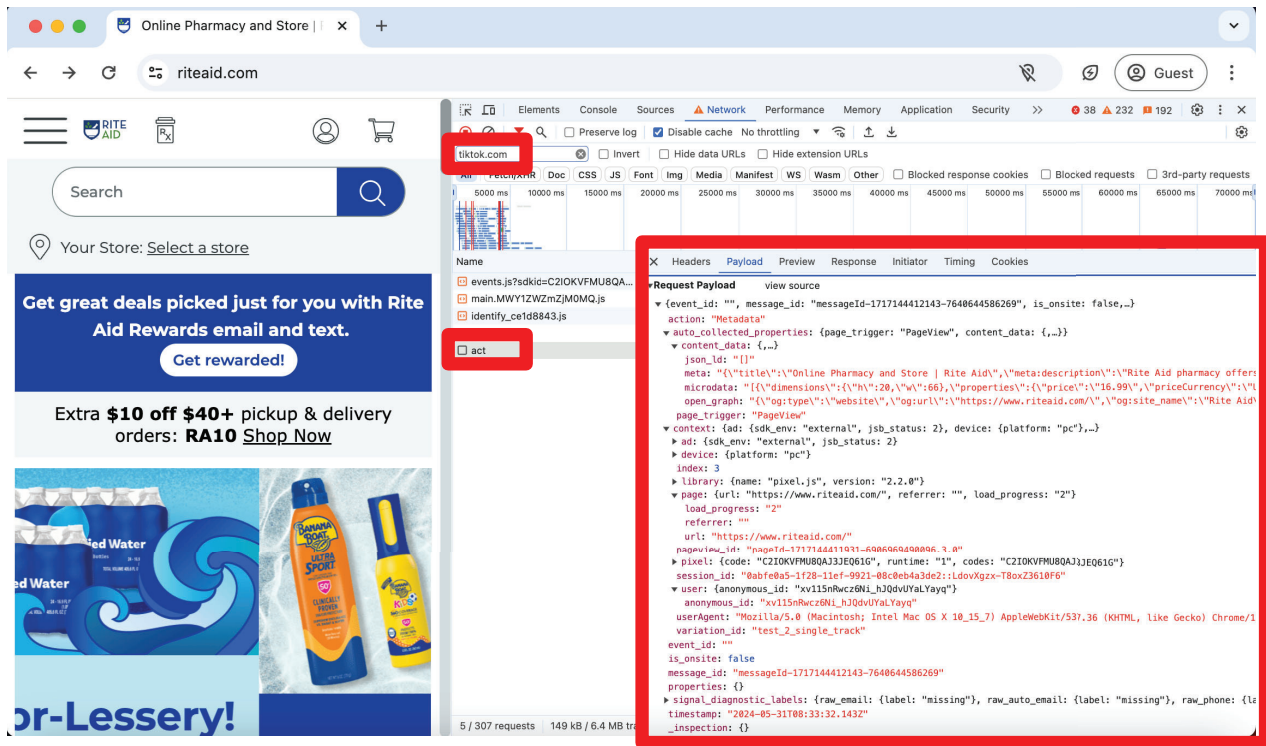 Online Pharmacy and Store |
riteaid.com
Guest
RITE AID
Rx
Search
Your Store: Select a store
Get great deals picked just for you with Rite
Aid Rewards email and text.
Get rewarded!
Extra $10 off $40+ pickup & delivery
orders: RA10 Shop Now
ied Water
ed Water
BANANA BOAT
ULTRA SPORT
50
CLINICALLY PROVEN
KIDS
or-Lessery!
Elements Console Sources Network Performance Memory Application Security 38 232 192
Preserve log Disable cache No throttling
tiktok.com Invert Hide data URLs Hide extension URLs
All Fetch/XHR Doc CSS JS Font Img Media Manifest WS Wasm Other Blocked response cookies Blocked requests 3rd-party requests
5000 ms 10000 ms 15000 ms 20000 ms 25000 ms 30000 ms 35000 ms 40000 ms 45000 ms 50000 ms 55000 ms 60000 ms 65000 ms 70000 ms
Name
events.js?sdkid=C2IOKVFMU8QA...
main.MWY1ZWZmZjM0MQ.js
identify_ce1d8843.js
act
5 / 307 requests 149 kB / 6.4 MB tra
Headers Payload Preview Response Initiator Timing Cookies
Request Payload view source
{event_id: "", message_id: "messageId-1717144412143-7640644586269", is_onsite: false,…}
action: "Metadata"
auto_collected_properties: {page_trigger: "PageView", content_data: {,…}}
content_data: {,…}
json_ld: "[]"
meta: "{\"title\":\"Online Pharmacy and Store | Rite Aid\",\"meta:description\":\"Rite Aid pharmacy offers
microdata: "[{\"dimensions\":{\"h\":20,\"w\":66},\"properties\":{\"price\":\"16.99\",\"priceCurrency\":\"U
open_graph: "{\"og:type\":\"website\",\"og:url\":\"https://www.riteaid.com/\",\"og:site_name\":\"Rite Aid\
page_trigger: "PageView"
context: {ad: {sdk_env: "external", jsb_status: 2}, device: {platform: "pc"},…}
ad: {sdk_env: "external", jsb_status: 2}
device: {platform: "pc"}
index: 3
library: {name: "pixel.js", version: "2.2.0"}
page: {url: "https://www.riteaid.com/", referrer: "", load_progress: "2"}
load_progress: "2"
referrer: ""
url: "https://www.riteaid.com/"
pageview_id: "pageId-1717144411931-6906969490096.3.0"
pixel: {code: "C2IOKVFMU8QAJ3JEQ61G", runtime: "1", codes: "C2IOKVFMU8QAJ3JEQ61G"}
session_id: "0abfe0a5-1f28-11ef-9921-08c0eb4a3de2::LdovXgzx-T8oxZ3610F6"
user: {anonymous_id: "xv115nRwcz6Ni_hJQdvUYaLYayq"}
anonymous_id: "xv115nRwcz6Ni_hJQdvUYaLYayq"
userAgent: "Mozilla/5.0 (Macintosh; Intel Mac OS X 10_15_7) AppleWebKit/537.36 (KHTML, like Gecko) Chrome/1
variation_id: "test_2_single_track"
event_id: ""
is_onsite: false
message_id: "messageId-1717144412143-7640644586269"
properties: {}
signal_diagnostic_labels: {raw_email: {label: "missing"}, raw_auto_email: {label: "missing"}, raw_phone: {la
timestamp: "2024-05-31T08:33:32.143Z"
_inspection: {}